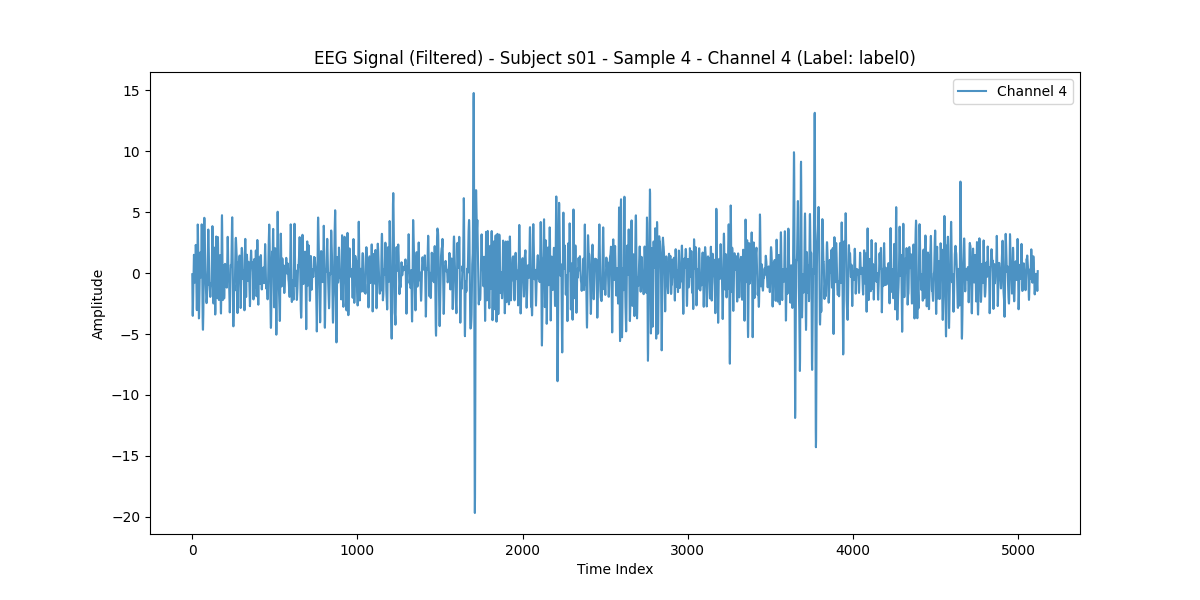 EEG Signal (Filtered) - Subject s01 - Sample 4 - Channel 4 (Label: label0)
Channel 4
15
10
5
0
−5
−10
−15
−20
Amplitude
0 1000 2000 3000 4000 5000
Time Index